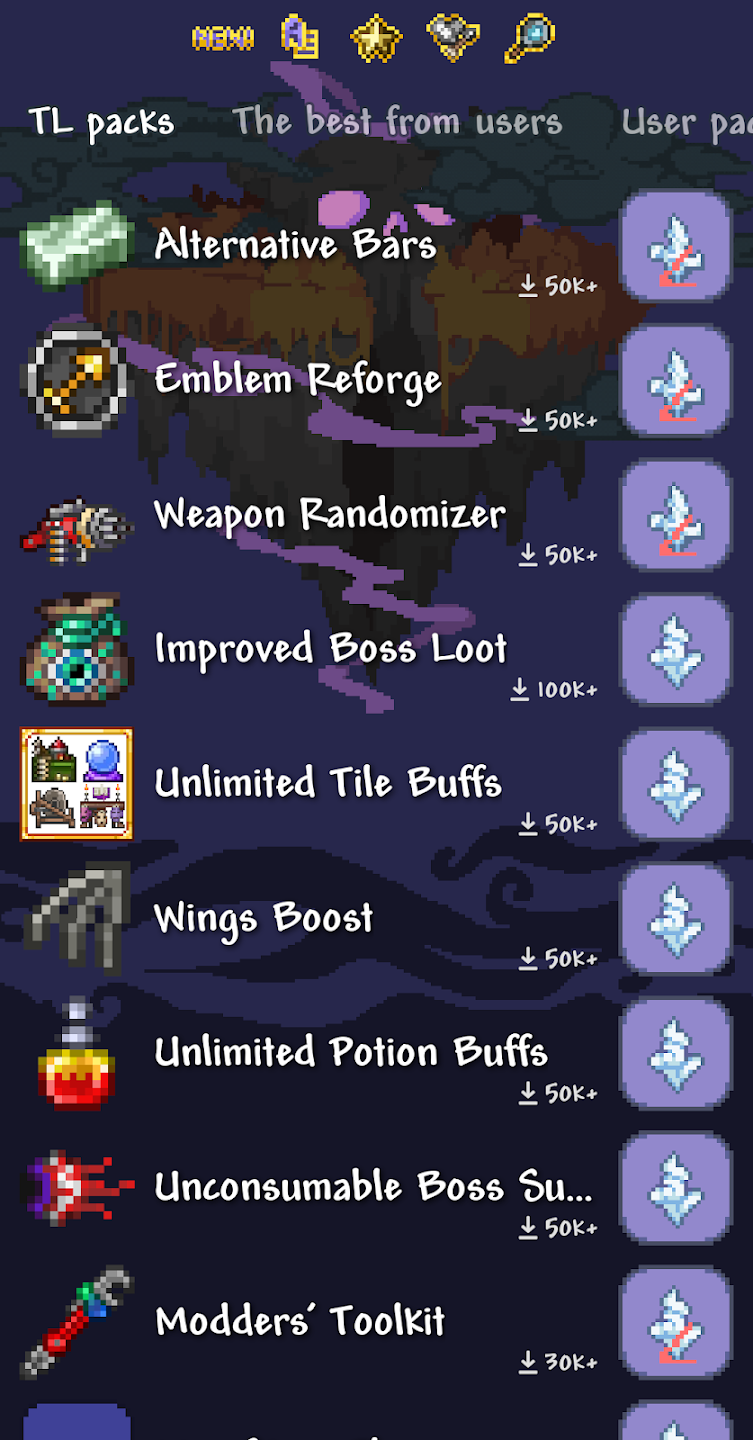 NEW!
TL packs The best from users User pac
Alternative Bars
50K+
Emblem Reforge
50K+
Weapon Randomizer
50K+
Improved Boss Loot
100K+
Unlimited Tile Buffs
50K+
Wings Boost
50K+
Unlimited Potion Buffs
50K+
Unconsumable Boss Su...
50K+
Modders' Toolkit
30K+